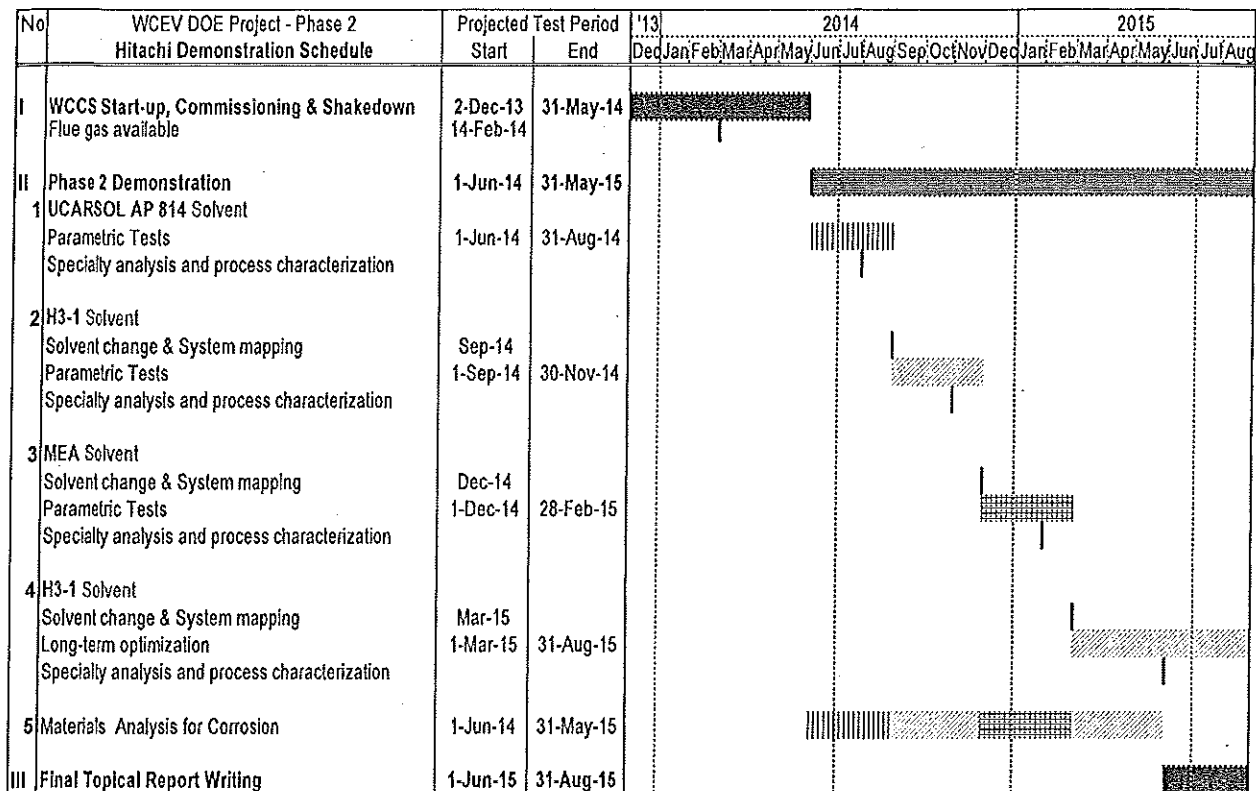 No WCEV DOE Project - Phase 2 Projected Test Period '13 2014 2015
Hitachi Demonstration Schedule Start End Dec Jan Feb Mar Apr May Jun Jul Aug Sep Oct Nov Dec Jan Feb Mar Apr May Jun Jul Aug
I WCCS Start-up, Commissioning & Shakedown 2-Dec-13 31-May-14
Flue gas available 14-Feb-14
II Phase 2 Demonstration 1-Jun-14 31-May-15
1 UCARSOL AP 814 Solvent
Parametric Tests 1-Jun-14 31-Aug-14
Specialty analysis and process characterization
2 H3-1 Solvent
Solvent change & System mapping Sep-14
Parametric Tests 1-Sep-14 30-Nov-14
Specialty analysis and process characterization
3 MEA Solvent
Solvent change & System mapping Dec-14
Parametric Tests 1-Dec-14 28-Feb-15
Specialty analysis and process characterization
4 H3-1 Solvent
Solvent change & System mapping Mar-15
Long-term optimization 1-Mar-15 31-Aug-15
Specialty analysis and process characterization
5 Materials Analysis for Corrosion 1-Jun-14 31-May-15
III Final Topical Report Writing 1-Jun-15 31-Aug-15